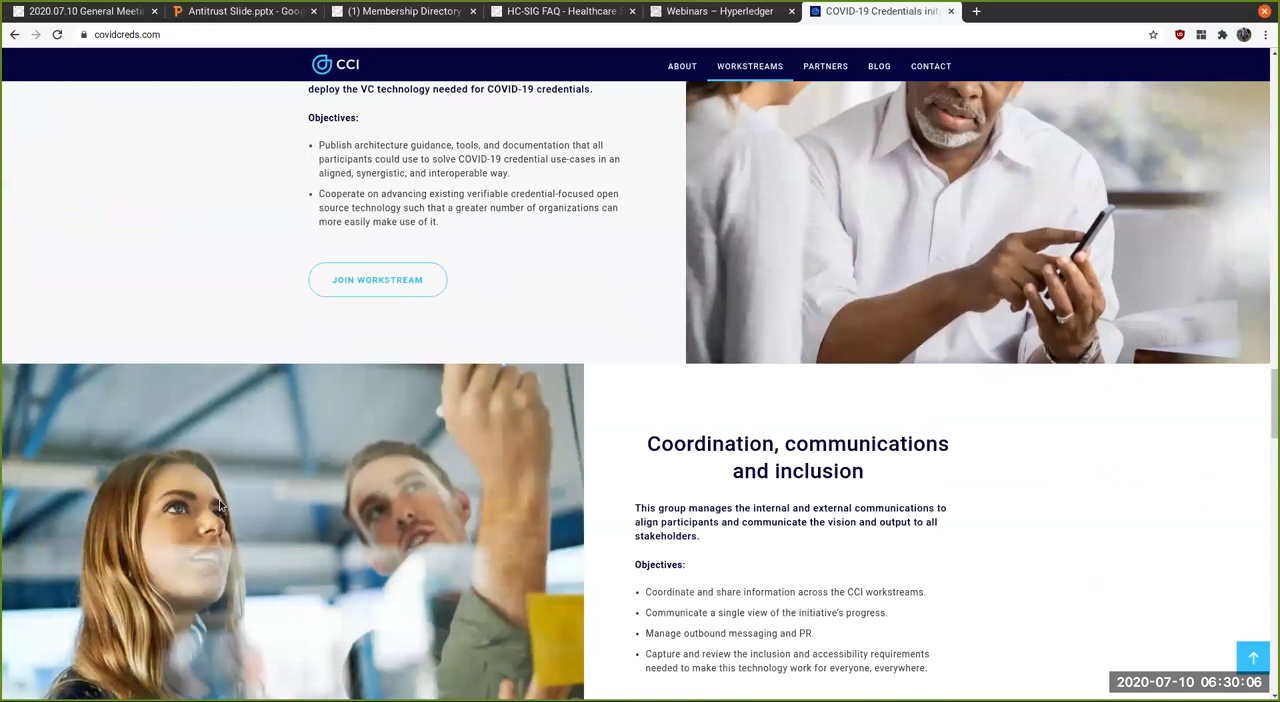 2020.07.10 General Meeti
Antitrust Slide.pptx - Goo
(1) Membership Directory
HC-SIG FAQ - Healthcare
Webinars – Hyperledger
COVID-19 Credentials init
covidcreds.com
CCI
ABOUT
WORKSTREAMS
PARTNERS
BLOG
CONTACT
deploy the VC technology needed for COVID-19 credentials.
Objectives:
• Publish architecture guidance, tools, and documentation that all
participants could use to solve COVID-19 credential use-cases in an
aligned, synergistic, and interoperable way.
• Cooperate on advancing existing verifiable credential-focused open
source technology such that a greater number of organizations can
more easily make use of it.
JOIN WORKSTREAM
Coordination, communications
and inclusion
This group manages the internal and external communications to
align participants and communicate the vision and output to all
stakeholders.
Objectives:
• Coordinate and share information across the CCI workstreams.
• Communicate a single view of the initiative's progress.
• Manage outbound messaging and PR.
• Capture and review the inclusion and accessibility requirements
needed to make this technology work for everyone, everywhere.
2020-07-10 06:30:06